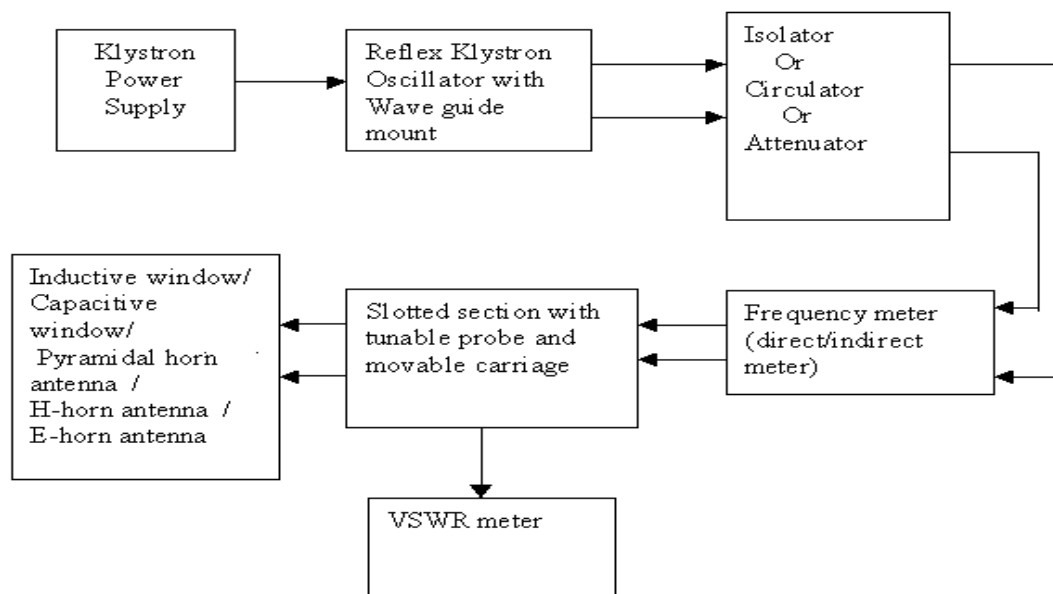 Klystron
Power
Supply
Reflex Klystron
Oscillator with
Wave guide
mount
Isolator
Or
Circulator
Or
Attenuator
Inductive window/
Capacitive
window/
Pyramidal horn
antenna /
H-horn antenna /
E-horn antenna
Slotted section with
tunable probe and
movable carriage
Frequency meter
(direct/indirect
meter)
VSWR meter